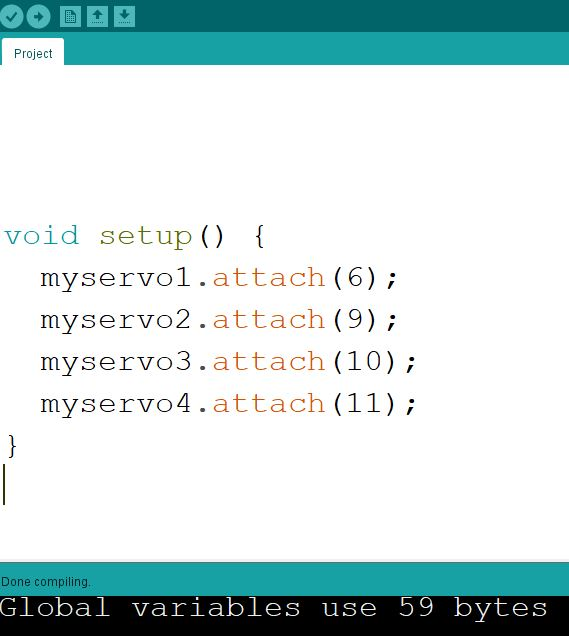 Project
void setup() {
  myservo1.attach(6);
  myservo2.attach(9);
  myservo3.attach(10);
  myservo4.attach(11);
}
Done compiling.
Global variables use 59 bytes